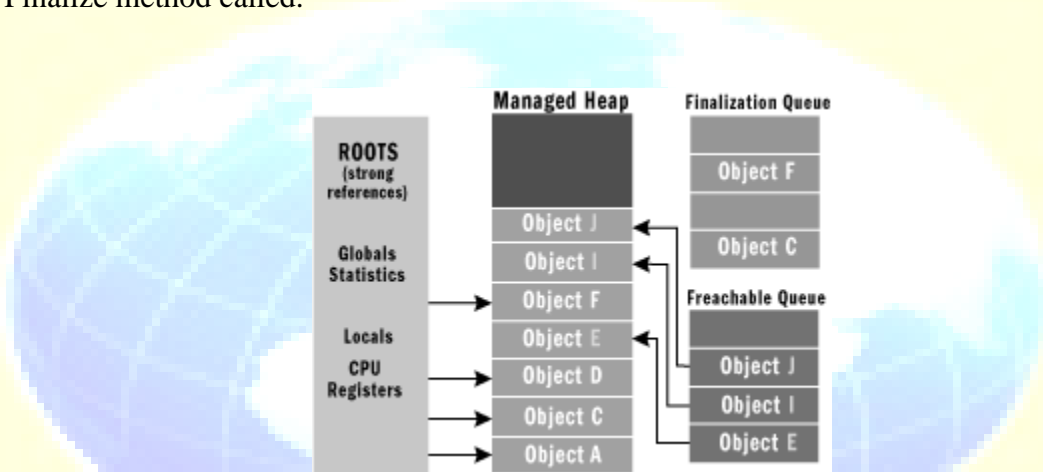 Finalize method called.
Managed Heap
Finalization Queue
ROOTS
(strong
references)
Globals
Statistics
Locals
CPU
Registers
Object J
Object I
Object F
Object E
Object D
Object C
Object A
Object F
Object C
Freachable Queue
Object J
Object I
Object E